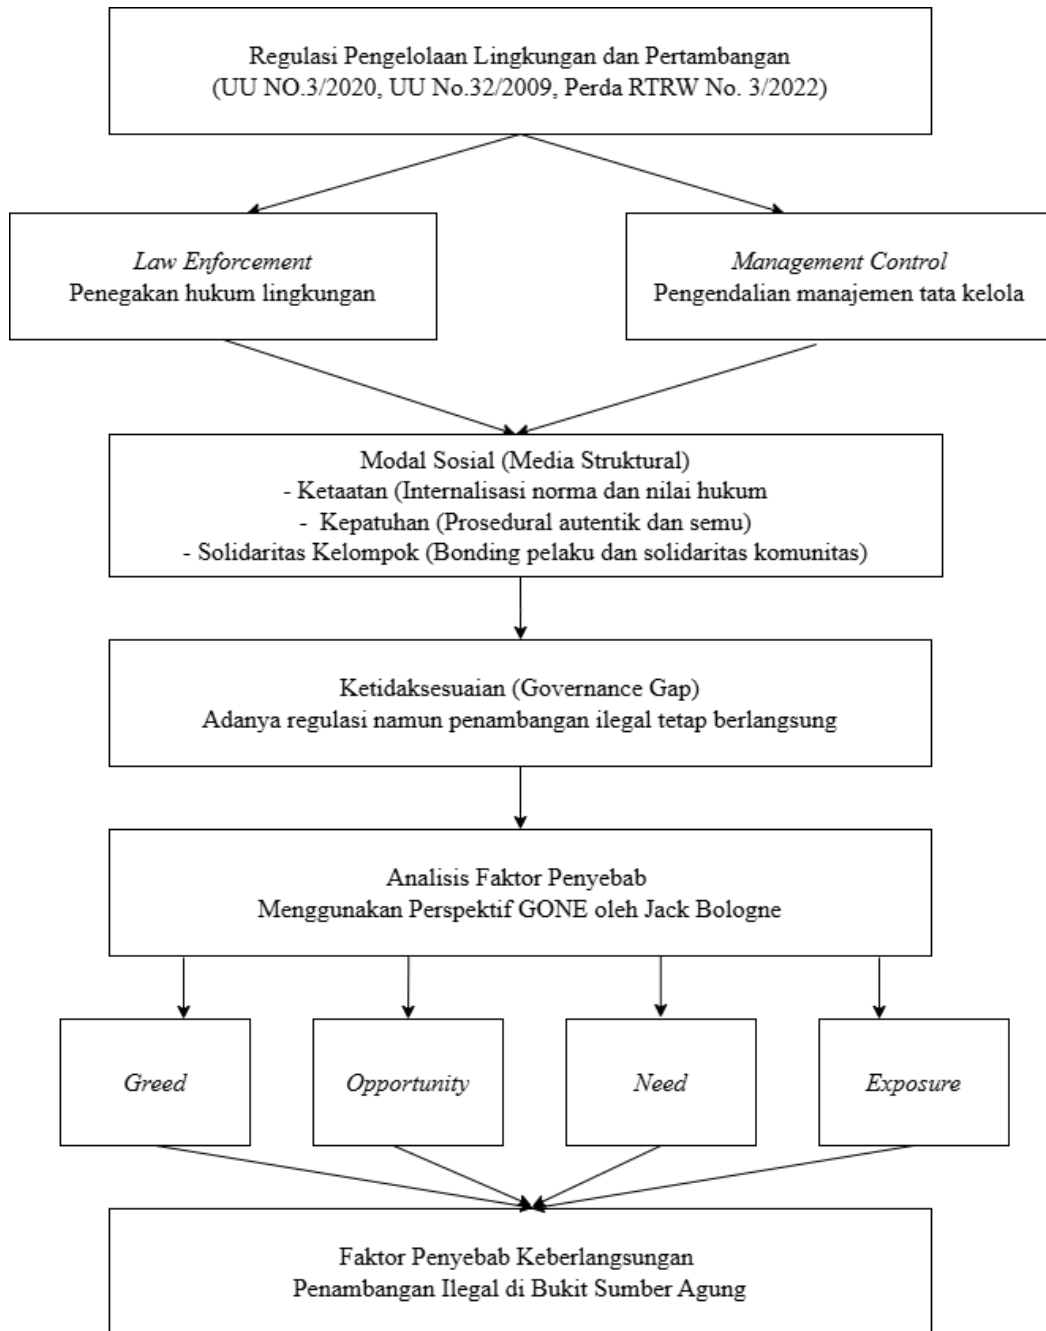 Regulasi Pengelolaan Lingkungan dan Pertambangan
(UU NO.3/2020, UU No.32/2009, Perda RTRW No. 3/2022)
Law Enforcement
Penegakan hukum lingkungan
Management Control
Pengendalian manajemen tata kelola
Modal Sosial (Media Struktural)
- Ketaatan (Internalisasi norma dan nilai hukum
- Kepatuhan (Prosedural autentik dan semu)
- Solidaritas Kelompok (Bonding pelaku dan solidaritas komunitas)
Ketidaksesuaian (Governance Gap)
Adanya regulasi namun penambangan ilegal tetap berlangsung
Analisis Faktor Penyebab
Menggunakan Perspektif GONE oleh Jack Bologne
Greed
Opportunity
Need
Exposure
Faktor Penyebab Keberlangsungan
Penambangan Ilegal di Bukit Sumber Agung